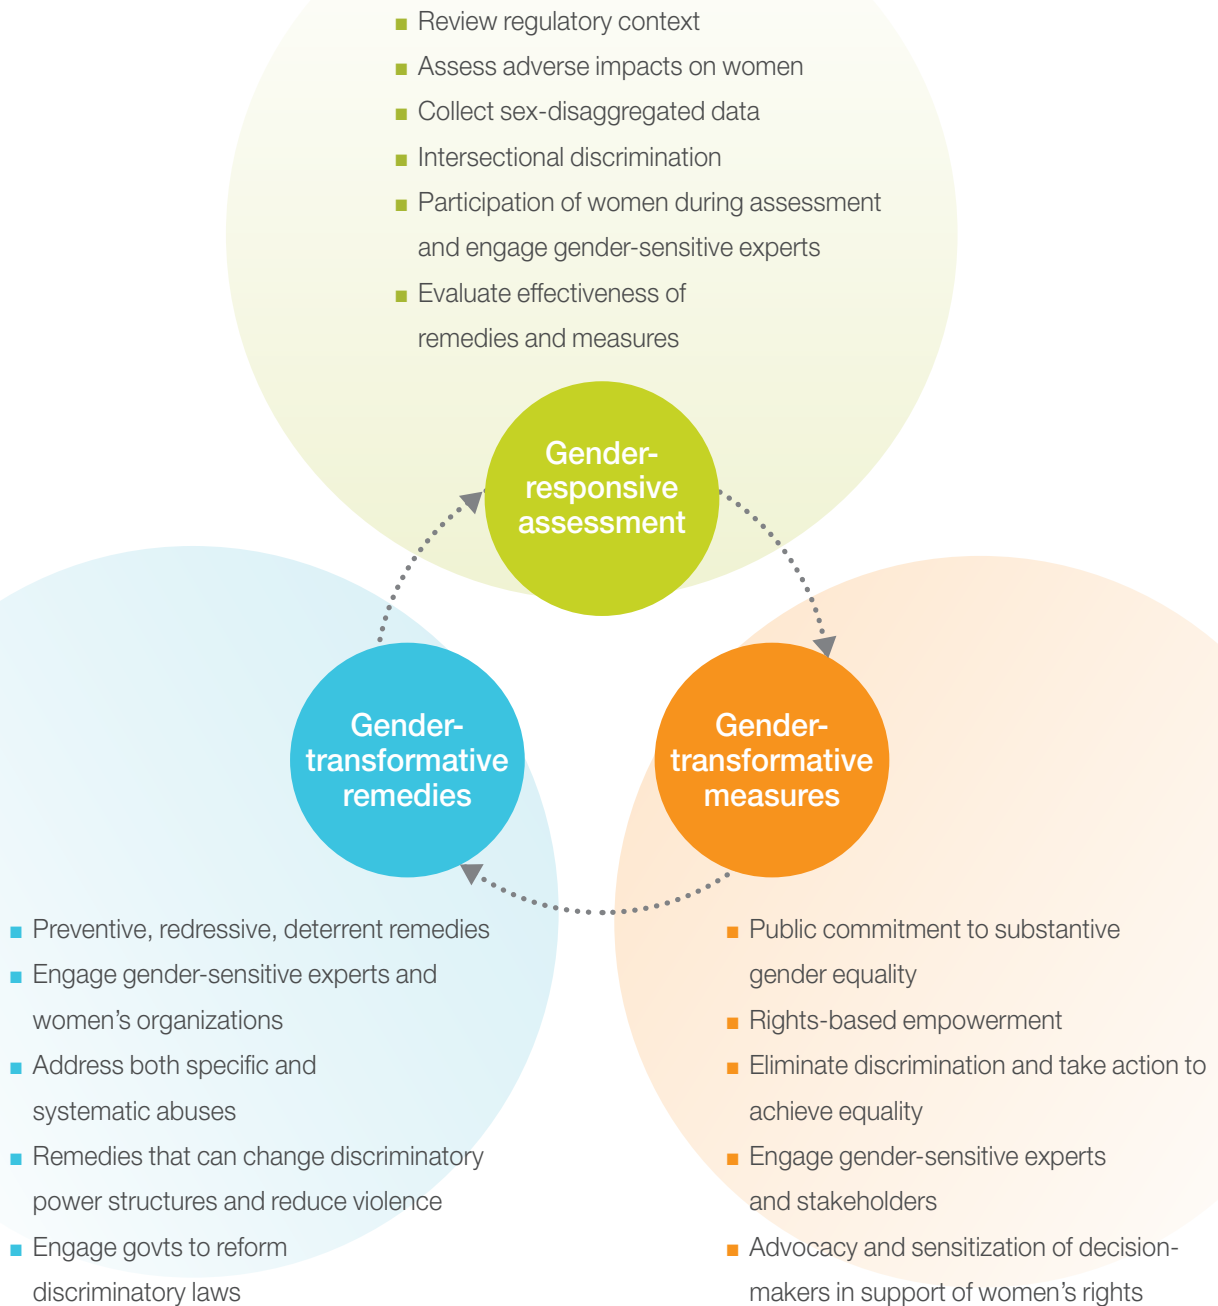 ■ Review regulatory context
■ Assess adverse impacts on women
■ Collect sex-disaggregated data
■ Intersectional discrimination
■ Participation of women during assessment
and engage gender-sensitive experts
■ Evaluate effectiveness of
remedies and measures
Gender-
responsive
assessment
Gender-
transformative
remedies
Gender-
transformative
measures
■ Preventive, redressive, deterrent remedies
■ Engage gender-sensitive experts and
women’s organizations
■ Address both specific and
systematic abuses
■ Remedies that can change discriminatory
power structures and reduce violence
■ Engage govts to reform
discriminatory laws
■ Public commitment to substantive
gender equality
■ Rights-based empowerment
■ Eliminate discrimination and take action to
achieve equality
■ Engage gender-sensitive experts
and stakeholders
■ Advocacy and sensitization of decision-
makers in support of women’s rights